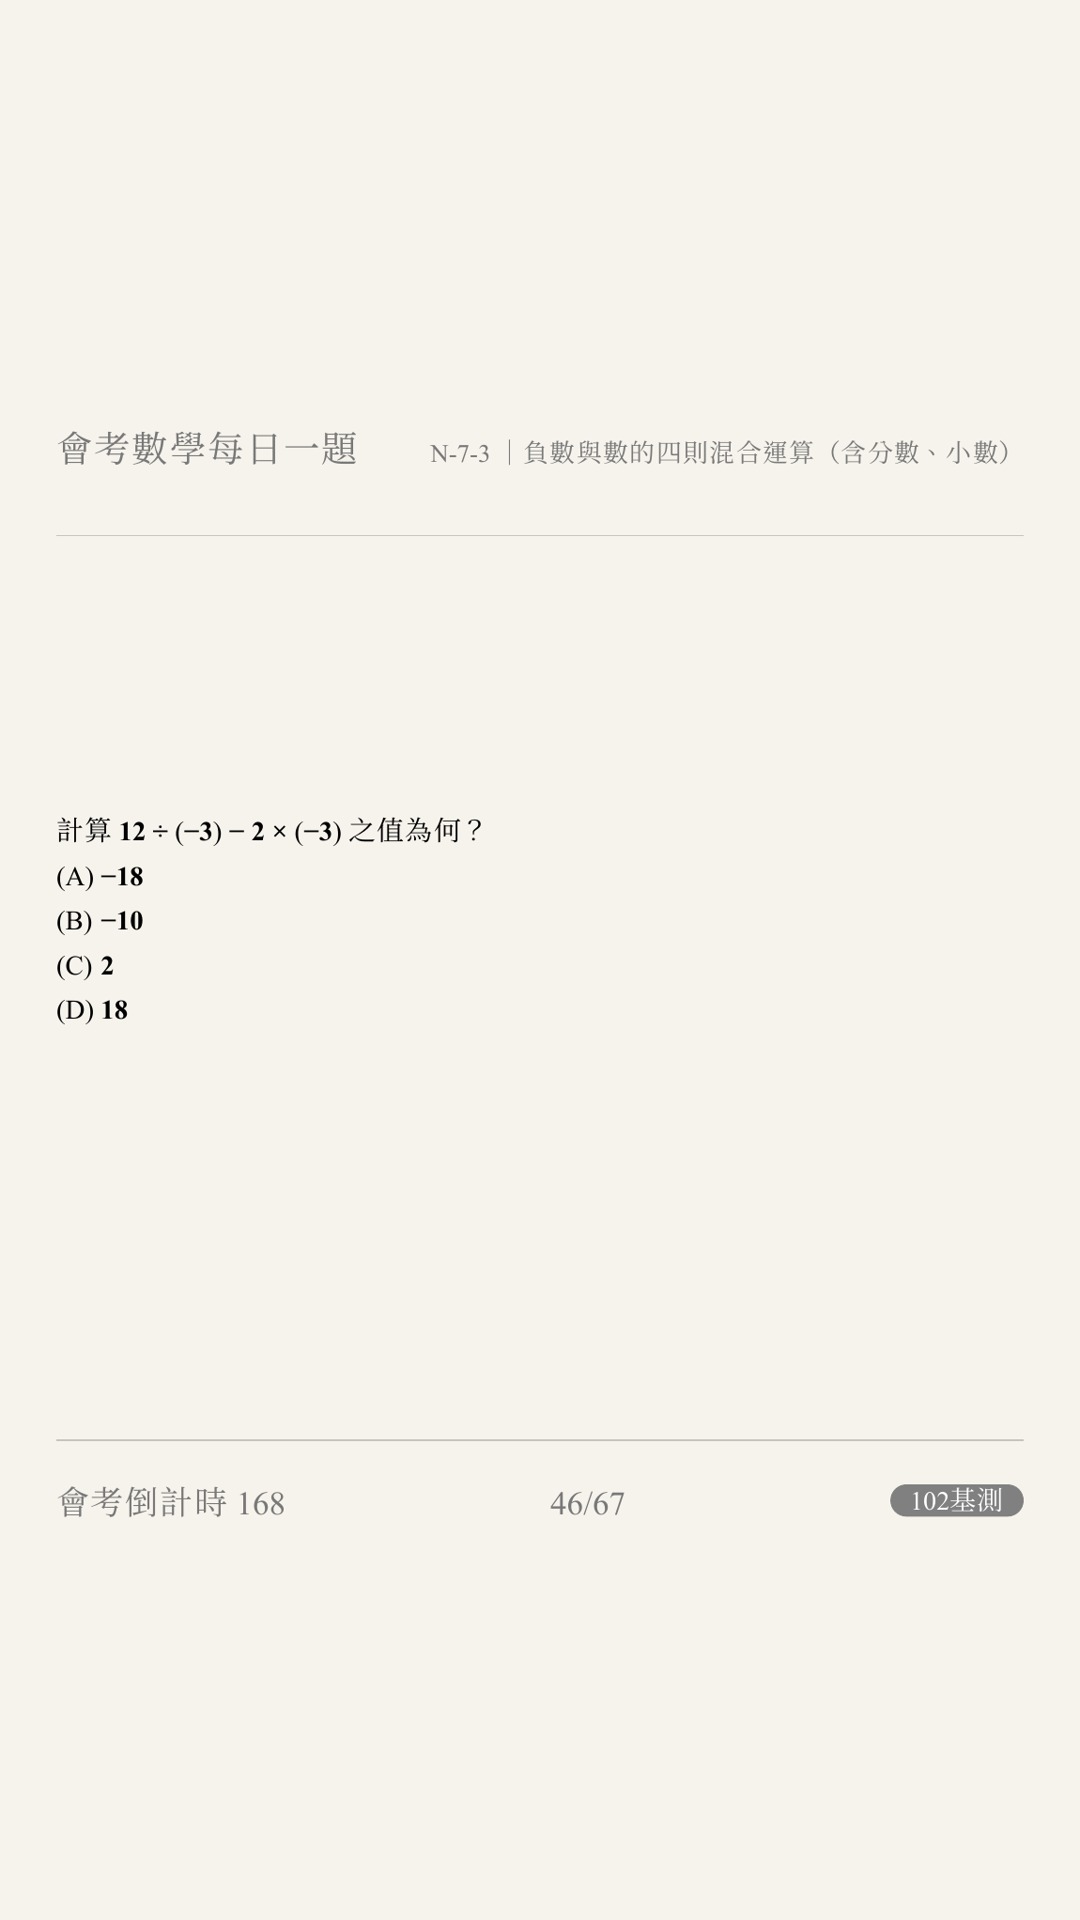 會考數學每日一題
N-7-3｜負數與數的四則混合運算（含分數、小數）
計算 12 ÷ (−3) − 2 × (−3) 之值為何？
(A) −18
(B) −10
(C) 2
(D) 18
會考倒計時 168
46/67
102基測